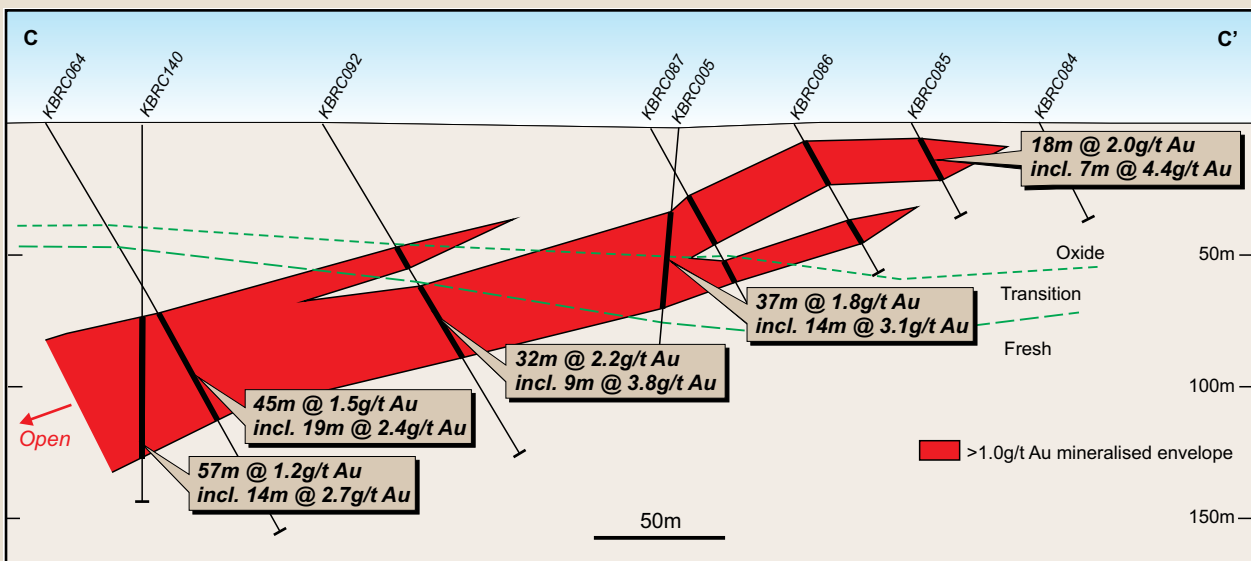 C
C'
KBRC064
KBRC140
KBRC092
KBRC087
KBRC005
KBRC086
KBRC085
KBRC084
18m @ 2.0g/t Au
incl. 7m @ 4.4g/t Au
Oxide
50m
Transition
37m @ 1.8g/t Au
incl. 14m @ 3.1g/t Au
Fresh
32m @ 2.2g/t Au
incl. 9m @ 3.8g/t Au
100m
45m @ 1.5g/t Au
incl. 19m @ 2.4g/t Au
Open
>1.0g/t Au mineralised envelope
57m @ 1.2g/t Au
incl. 14m @ 2.7g/t Au
50m
150m